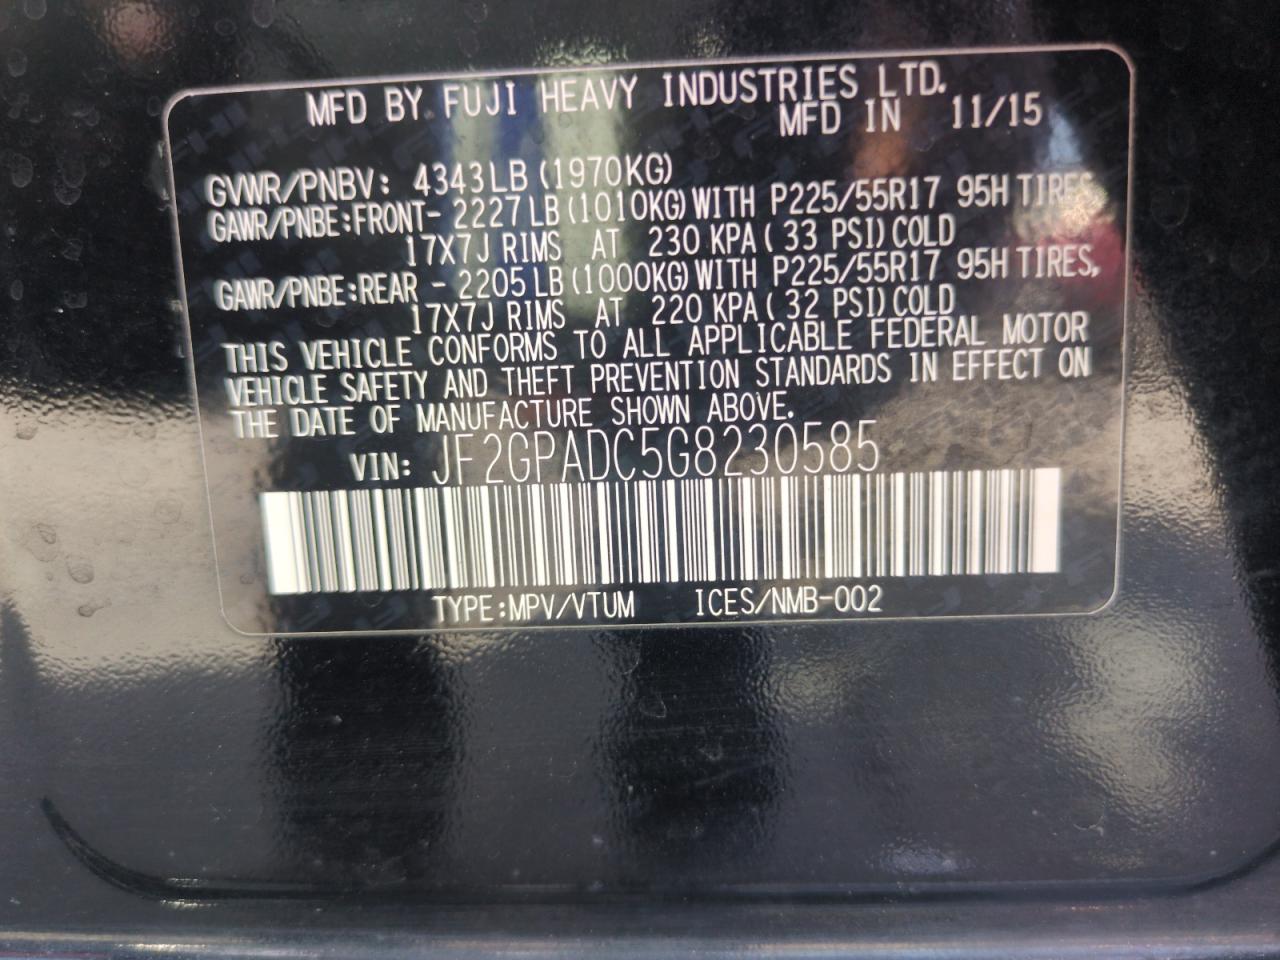 MFD BY FUJI HEAVY INDUSTRIES LTD.
MFD IN 11/15
GVWR/PNBV: 4343LB (1970KG)
GAWR/PNBE:FRONT- 2227LB(1010KG)WITH P225/55R17 95H TIRES,
17X7J RIMS AT 230 KPA( 33 PSI)COLD
GAWR/PNBE:REAR - 2205LB(1000KG)WITH P225/55R17 95H TIRES,
17X7J RIMS AT 220 KPA( 32 PSI)COLD
THIS VEHICLE CONFORMS TO ALL APPLICABLE FEDERAL MOTOR
VEHICLE SAFETY AND THEFT PREVENTION STANDARDS IN EFFECT ON
THE DATE OF MANUFACTURE SHOWN ABOVE.
VIN: JF2GPADC5G8230585
TYPE:MPV/VTUM ICES/NMB-002